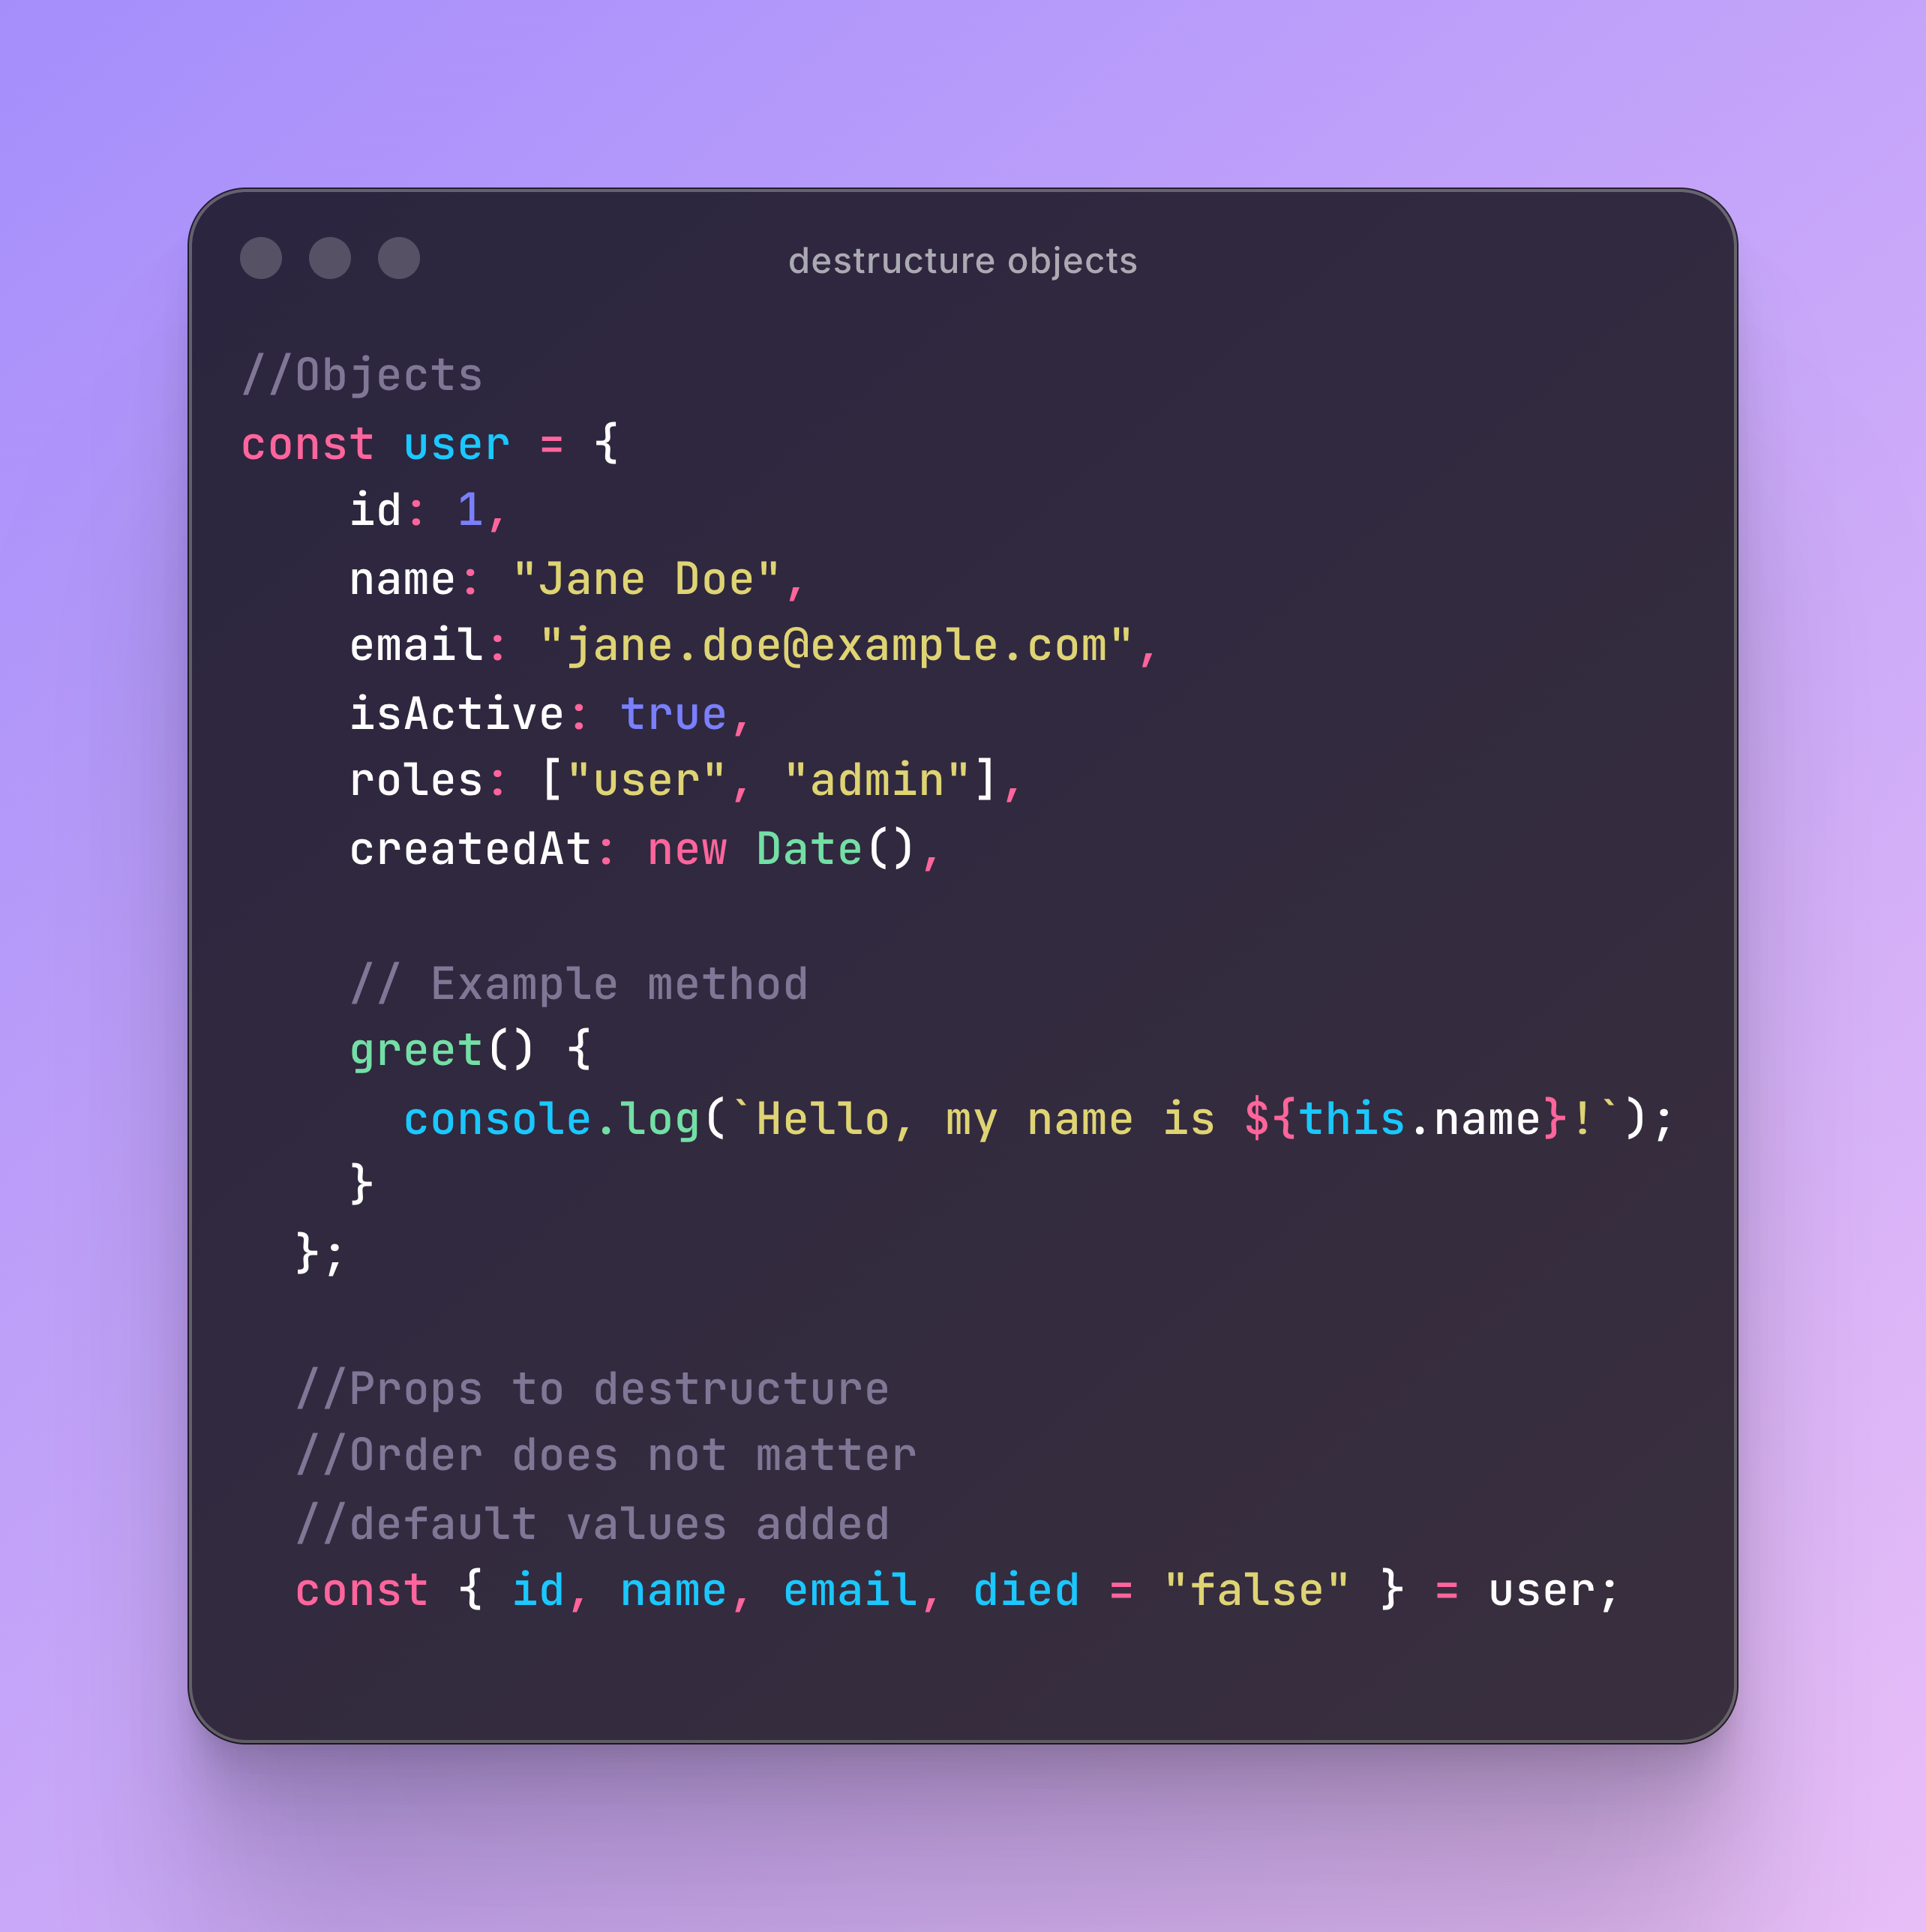 destructure objects
//Objects
const user = {
    id: 1,
    name: "Jane Doe",
    email: "jane.doe@example.com",
    isActive: true,
    roles: ["user", "admin"],
    createdAt: new Date(),
    // Example method
    greet() {
      console.log(`Hello, my name is ${this.name}!`);
    }
  };
  //Props to destructure
  //Order does not matter
  //default values added
  const { id, name, email, died = "false" } = user;